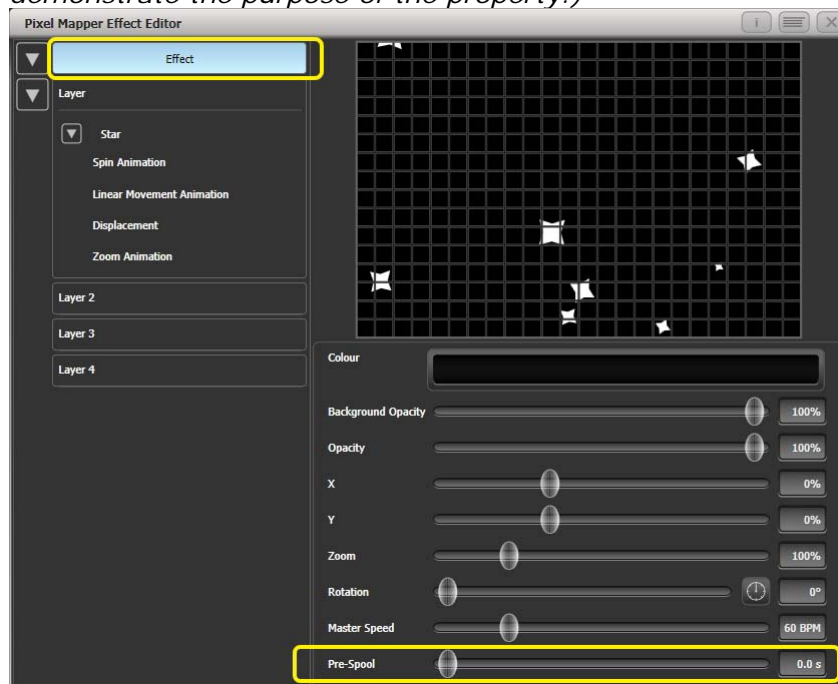 demonstrate the purpose of the property.)
Pixel Mapper Effect Editor
Effect
Layer
Star
Spin Animation
Linear Movement Animation
Displacement
Zoom Animation
Layer 2
Layer 3
Layer 4
Colour
Background Opacity 100%
Opacity 100%
X 0%
Y 0%
Zoom 100%
Rotation 0°
Master Speed 60 BPM
Pre-Spool 0.0 s